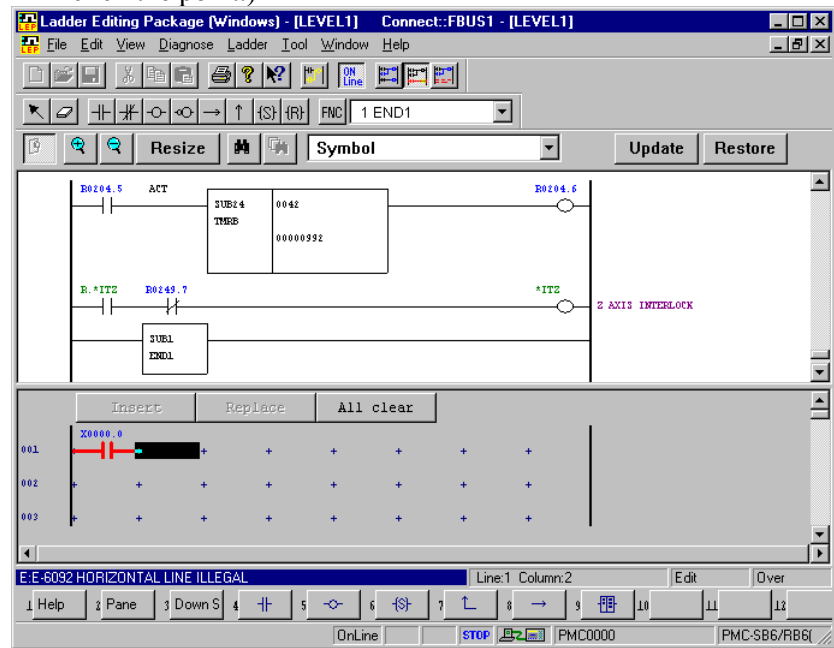 LEP Ladder Editing Package (Windows) - [LEVEL1] Connect::FBUS1 - [LEVEL1]
LEP File Edit View Diagnose Ladder Tool Window Help
ON Line
{S} {R} FNC 1 END1
Resize Symbol Update Restore
R0204.5 ACT R0204.6
SUB24 0042
TMRB
00000992
R.*ITZ R0249.7 *ITZ
Z AXIS INTERLOCK
SUB1
END1
Insert Replace All clear
X0000.0
001
002
003
E:E-6092 HORIZONTAL LINE ILLEGAL Line:1 Column:2 Edit Over
1 Help 2 Pane 3 Down S 4 5 6 {S} 7 8 9 10 11 12
OnLine STOP PMC0000 PMC-SB6/RB6(